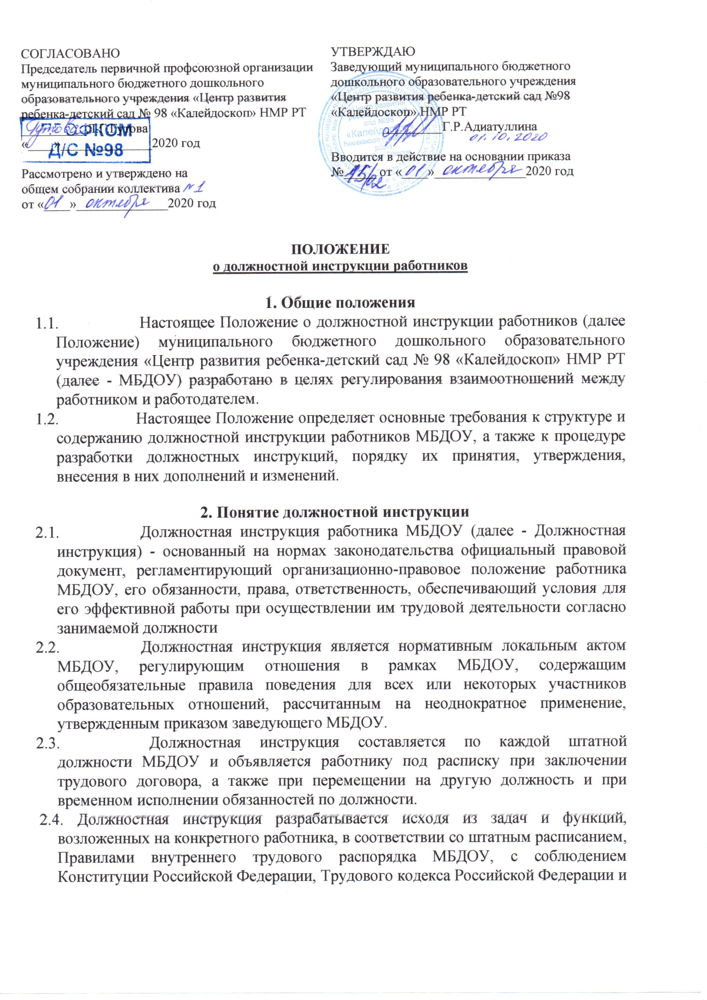 СОГЛАСОВАНО
Председатель первичной профсоюзной организации
муниципального бюджетного дошкольного
образовательного учреждения «Центр развития
ребенка-детский сад № 98 «Калейдоскоп» НМР РТ
Гутова
ПРОФКОМ
Д/С №98
«____»______________2020 год
Рассмотрено и утверждено на
общем собрании коллектива №1
от «01» октября 2020 год
УТВЕРЖДАЮ
Заведующий муниципального бюджетного
дошкольного образовательного учреждения
«Центр развития ребенка-детский сад №98
«Калейдоскоп» НМР РТ
_________Г.Р.Адиатуллина
01.10.2020
Вводится в действие на основании приказа
№ от «01» октября 2020 год
«Центр развития
сад №98
«Калейдоскоп»
Нижнекамского муниципального
района
ПОЛОЖЕНИЕ
о должностной инструкции работников
1. Общие положения
1.1. Настоящее Положение о должностной инструкции работников (далее
Положение) муниципального бюджетного дошкольного образовательного
учреждения «Центр развития ребенка-детский сад № 98 «Калейдоскоп» НМР РТ
(далее - МБДОУ) разработано в целях регулирования взаимоотношений между
работником и работодателем.
1.2. Настоящее Положение определяет основные требования к структуре и
содержанию должностной инструкции работников МБДОУ, а также к процедуре
разработки должностных инструкций, порядку их принятия, утверждения,
внесения в них дополнений и изменений.
2. Понятие должностной инструкции
2.1. Должностная инструкция работника МБДОУ (далее - Должностная
инструкция) - основанный на нормах законодательства официальный правовой
документ, регламентирующий организационно-правовое положение работника
МБДОУ, его обязанности, права, ответственность, обеспечивающий условия для
его эффективной работы при осуществлении им трудовой деятельности согласно
занимаемой должности
2.2. Должностная инструкция является нормативным локальным актом
МБДОУ, регулирующим отношения в рамках МБДОУ, содержащим
общеобязательные правила поведения для всех или некоторых участников
образовательных отношений, рассчитанным на неоднократное применение,
утвержденным приказом заведующего МБДОУ.
2.3. Должностная инструкция составляется по каждой штатной
должности МБДОУ и объявляется работнику под расписку при заключении
трудового договора, а также при перемещении на другую должность и при
временном исполнении обязанностей по должности.
2.4. Должностная инструкция разрабатывается исходя из задач и функций,
возложенных на конкретного работника, в соответствии со штатным расписанием,
Правилами внутреннего трудового распорядка МБДОУ, с соблюдением
Конституции Российской Федерации, Трудового кодекса Российской Федерации и